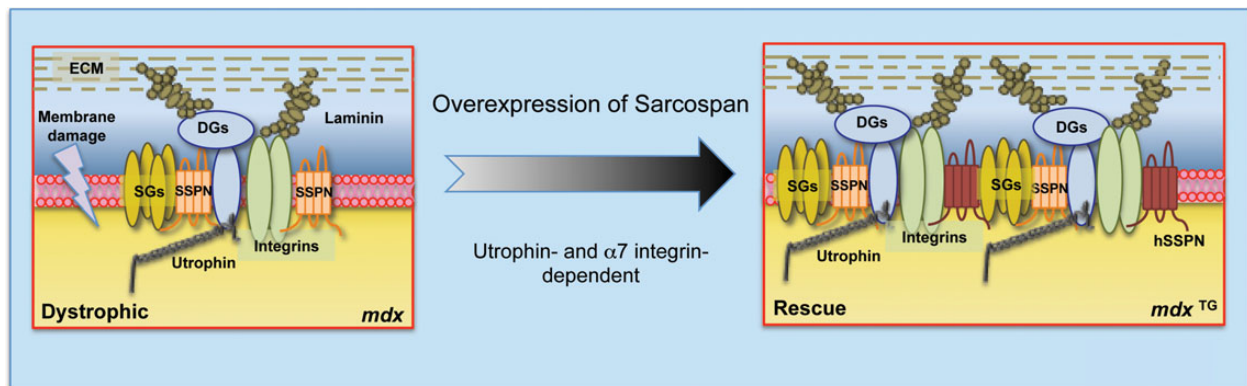 ECM
Membrane
damage
DGs
Laminin
SGs
SSPN
SSPN
Integrins
Utrophin
Dystrophic
mdx
Overexpression of Sarcospan
Utrophin- and α7 integrin-
dependent
DGs
DGs
SGs
SSPN
SGs
SSPN
Integrins
Utrophin
hSSPN
Rescue
mdx TG